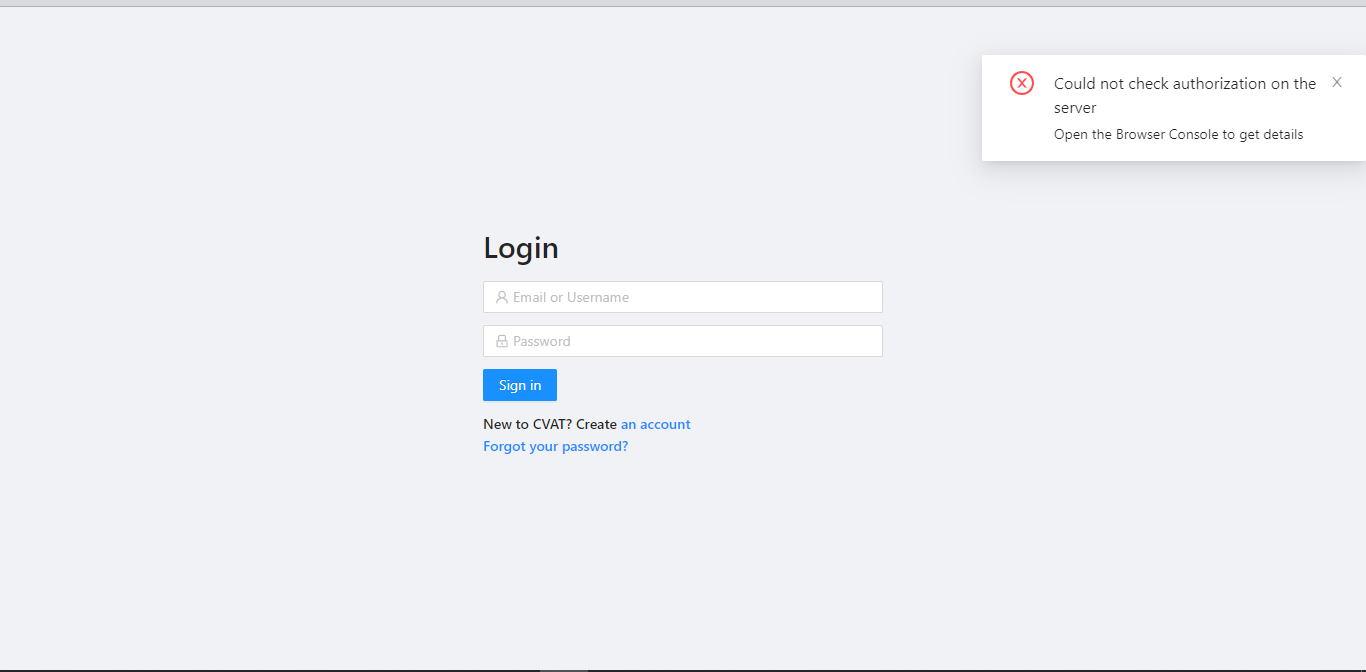 Could not check authorization on the
server
Open the Browser Console to get details
Login
Email or Username
Password
Sign in
New to CVAT? Create an account
Forgot your password?